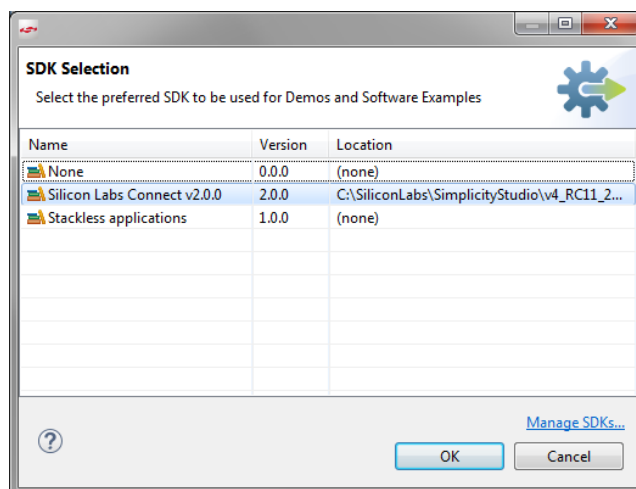 SDK Selection
Select the preferred SDK to be used for Demos and Software Examples
Name Version Location
None 0.0.0 (none)
Silicon Labs Connect v2.0.0 2.0.0 C:\SiliconLabs\SimplicityStudio\v4_RC11_2...
Stackless applications 1.0.0 (none)
Manage SDKs...
OK Cancel